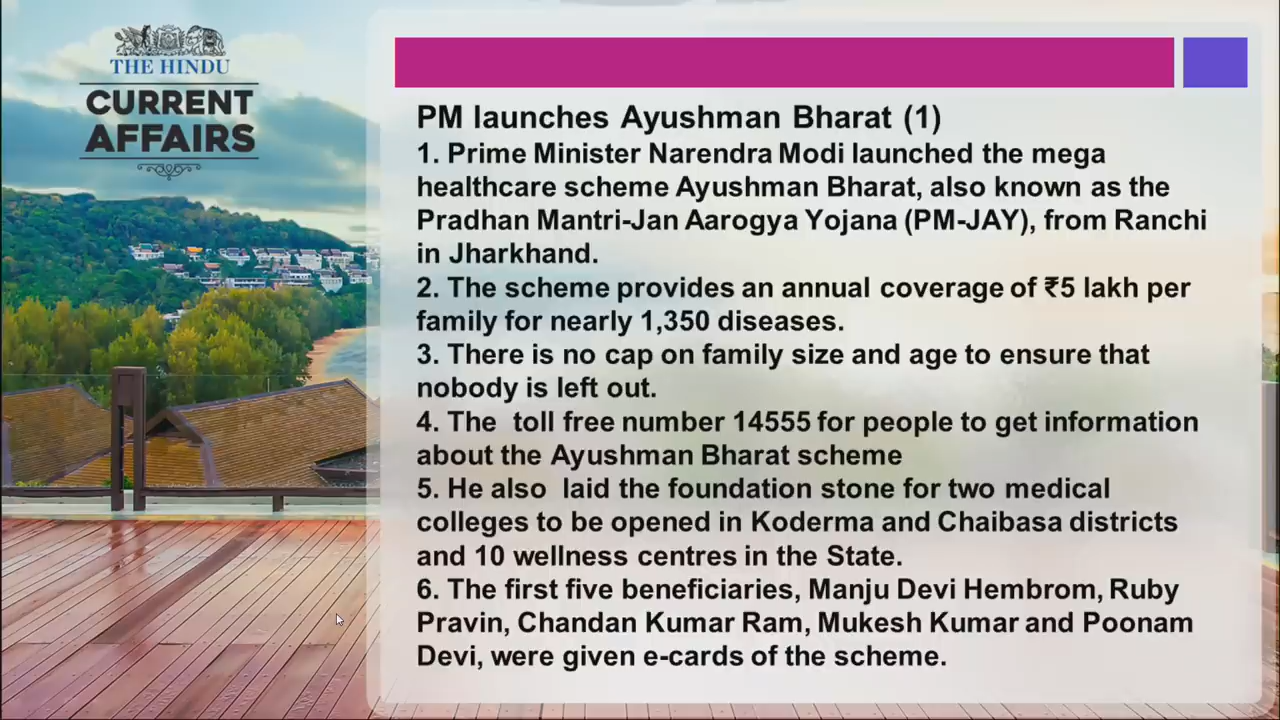 THE HINDU
CURRENT
AFFAIRS
PM launches Ayushman Bharat (1)
1. Prime Minister Narendra Modi launched the mega
healthcare scheme Ayushman Bharat, also known as the
Pradhan Mantri-Jan Aarogya Yojana (PM-JAY), from Ranchi
in Jharkhand.
2. The scheme provides an annual coverage of ₹5 lakh per
family for nearly 1,350 diseases.
3. There is no cap on family size and age to ensure that
nobody is left out.
4. The  toll free number 14555 for people to get information
about the Ayushman Bharat scheme
5. He also  laid the foundation stone for two medical
colleges to be opened in Koderma and Chaibasa districts
and 10 wellness centres in the State.
6. The first five beneficiaries, Manju Devi Hembrom, Ruby
Pravin, Chandan Kumar Ram, Mukesh Kumar and Poonam
Devi, were given e-cards of the scheme.